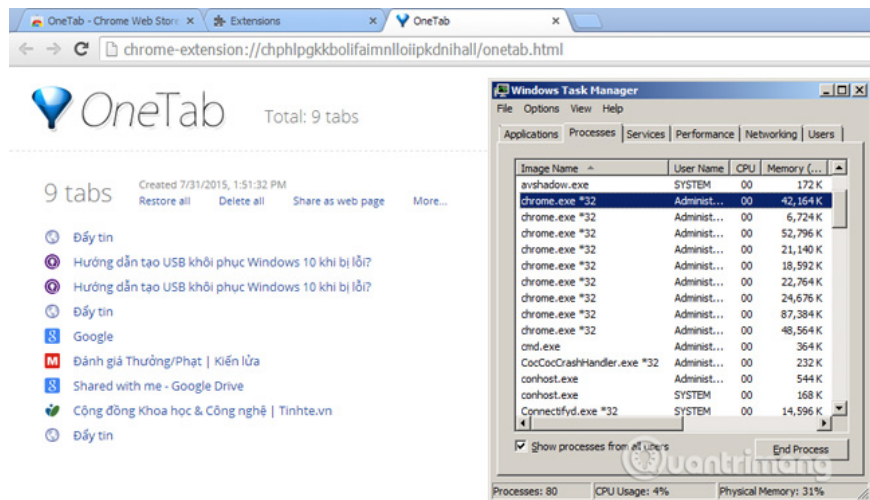 OneTab - Chrome Web Store
Extensions
OneTab
chrome-extension://chphlpgkkbolifaimnlloiipkdnihall/onetab.html
OneTab
Total: 9 tabs
9 tabs
Created 7/31/2015, 1:51:32 PM
Restore all Delete all Share as web page More...
Đẩy tin
Hướng dẫn tạo USB khôi phục Windows 10 khi bị lỗi?
Hướng dẫn tạo USB khôi phục Windows 10 khi bị lỗi?
Đẩy tin
Google
Đánh giá Thưởng/Phạt | Kiến lửa
Shared with me - Google Drive
Cộng đồng Khoa học & Công nghệ | Tinhte.vn
Đẩy tin
Windows Task Manager
File Options View Help
Applications Processes Services Performance Networking Users
Image Name User Name CPU Memory (...
avshadow.exe SYSTEM 00 172 K
chrome.exe *32 Administ... 00 42,164 K
chrome.exe *32 Administ... 00 6,724 K
chrome.exe *32 Administ... 00 52,796 K
chrome.exe *32 Administ... 00 21,140 K
chrome.exe *32 Administ... 00 18,592 K
chrome.exe *32 Administ... 00 22,764 K
chrome.exe *32 Administ... 00 24,676 K
chrome.exe *32 Administ... 00 87,384 K
chrome.exe *32 Administ... 00 48,564 K
cmd.exe Administ... 00 364 K
CocCocCrashHandler.exe *32 Administ... 00 232 K
conhost.exe Administ... 00 544 K
conhost.exe SYSTEM 00 168 K
Connectifyd.exe *32 SYSTEM 00 14,596 K
Show processes from all users
End Process
Quantrimang
Processes: 80 CPU Usage: 4% Physical Memory: 31%